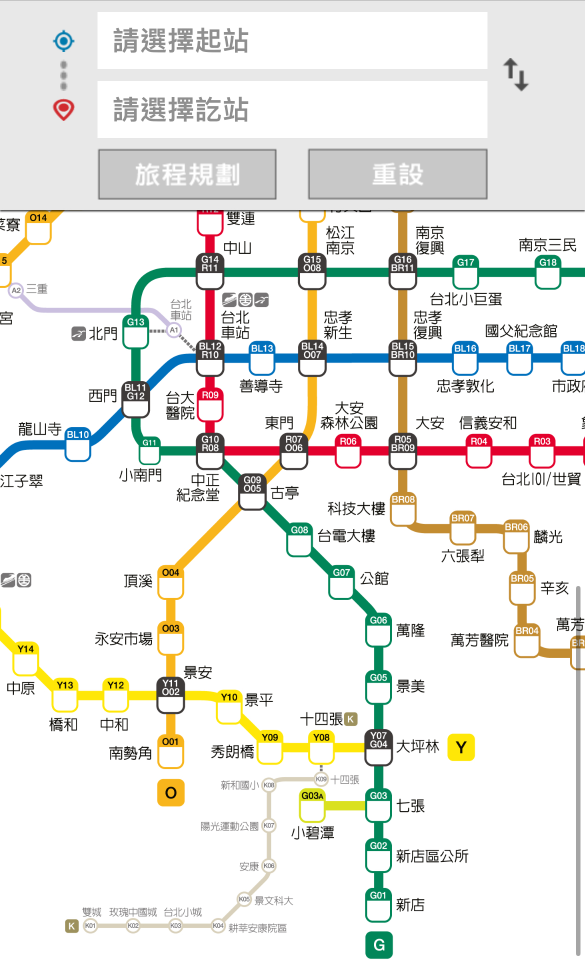 請選擇起站
請選擇訖站
旅程規劃
重設
O14
雙連
中山
松江
南京
南京
復興
南京三民
G14
R11
G15
O08
G16
BR11
G17
G18
台北小巨蛋
5
A2
三重
宮
台北
車站
A1
G13
北門
台北
車站
忠孝
新生
忠孝
復興
國父紀念館
BL12
R10
BL13
BL14
O07
BL15
BR10
BL16
BL17
BL18
善導寺
忠孝敦化
市政府
西門
BL11
G12
台大
醫院
R09
龍山寺
BL10
東門
大安
森林公園
大安
信義安和
G11
G10
R08
R07
O06
R06
R05
BR09
R04
R03
小南門
中正
紀念堂
江子翠
台北101/世貿
G09
O05
古亭
科技大樓
BR08
BR07
六張犁
BR06
麟光
G08
台電大樓
G07
公館
頂溪
O04
BR05
辛亥
永安市場
O03
G06
萬隆
萬芳醫院
BR04
萬芳
Y14
中原
Y13
橋和
Y12
中和
Y11
O02
景安
Y10
景平
G05
景美
十四張
K
南勢角
O01
秀朗橋
Y09
Y08
Y07
G04
大坪林
Y
O
新和國小
K08
K09
十四張
G03A
小碧潭
G03
七張
陽光運動公園
K07
安康
K06
G02
新店區公所
K05
景文科大
G01
新店
雙城
玫瑰中國城
台北小城
K
K01
K02
K03
K04
耕莘安康院區
G